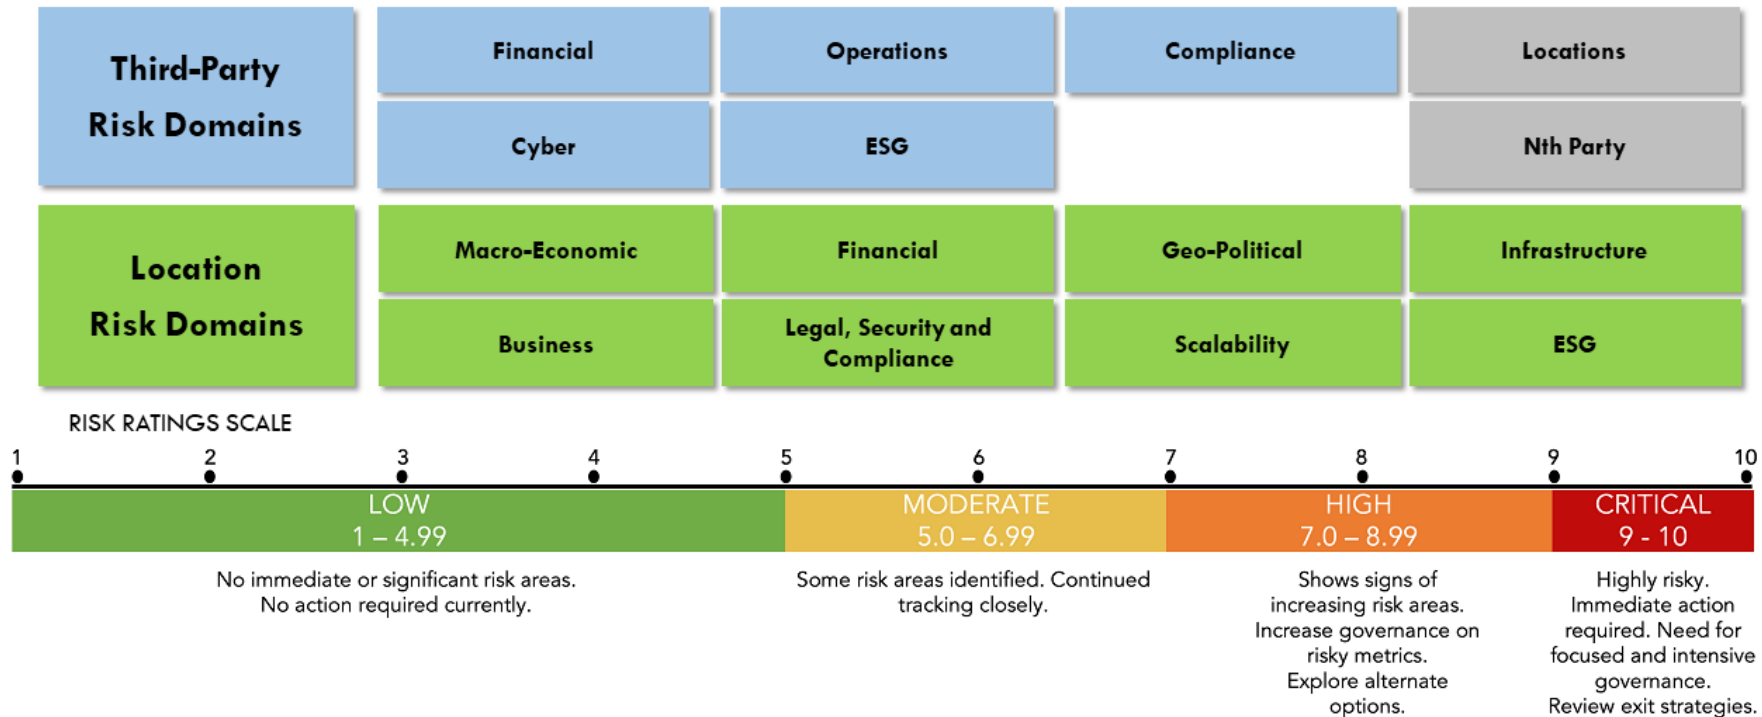 Third-Party
Risk Domains
Financial
Operations
Compliance
Locations
Cyber
ESG
Nth Party
Location
Risk Domains
Macro-Economic
Financial
Geo-Political
Infrastructure
Business
Legal, Security and
Compliance
Scalability
ESG
RISK RATINGS SCALE
1 2 3 4 5 6 7 8 9 10
LOW
1 – 4.99
MODERATE
5.0 – 6.99
HIGH
7.0 – 8.99
CRITICAL
9 - 10
No immediate or significant risk areas.
No action required currently.
Some risk areas identified. Continued
tracking closely.
Shows signs of
increasing risk areas.
Increase governance on
risky metrics.
Explore alternate
options.
Highly risky.
Immediate action
required. Need for
focused and intensive
governance.
Review exit strategies.